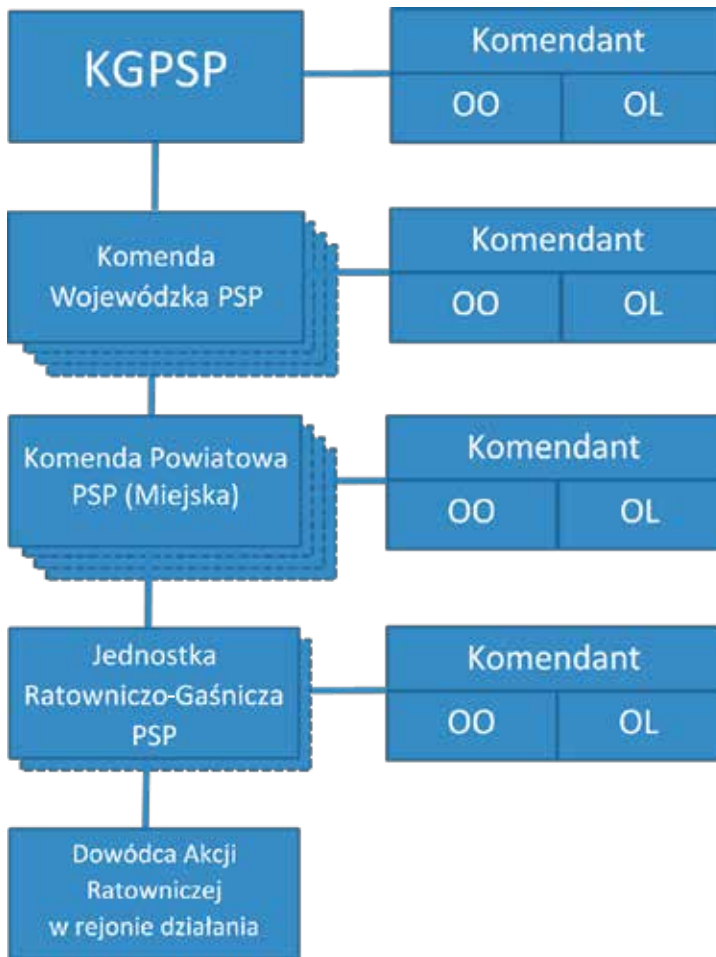 KGPSP
Komendant
OO OL
Komenda
Wojewódzka PSP
Komendant
OO OL
Komenda Powiatowa
PSP (Miejska)
Komendant
OO OL
Jednostka
Ratowniczo-Gaśnicza
PSP
Komendant
OO OL
Dowódca Akcji
Ratowniczej
w rejonie działania